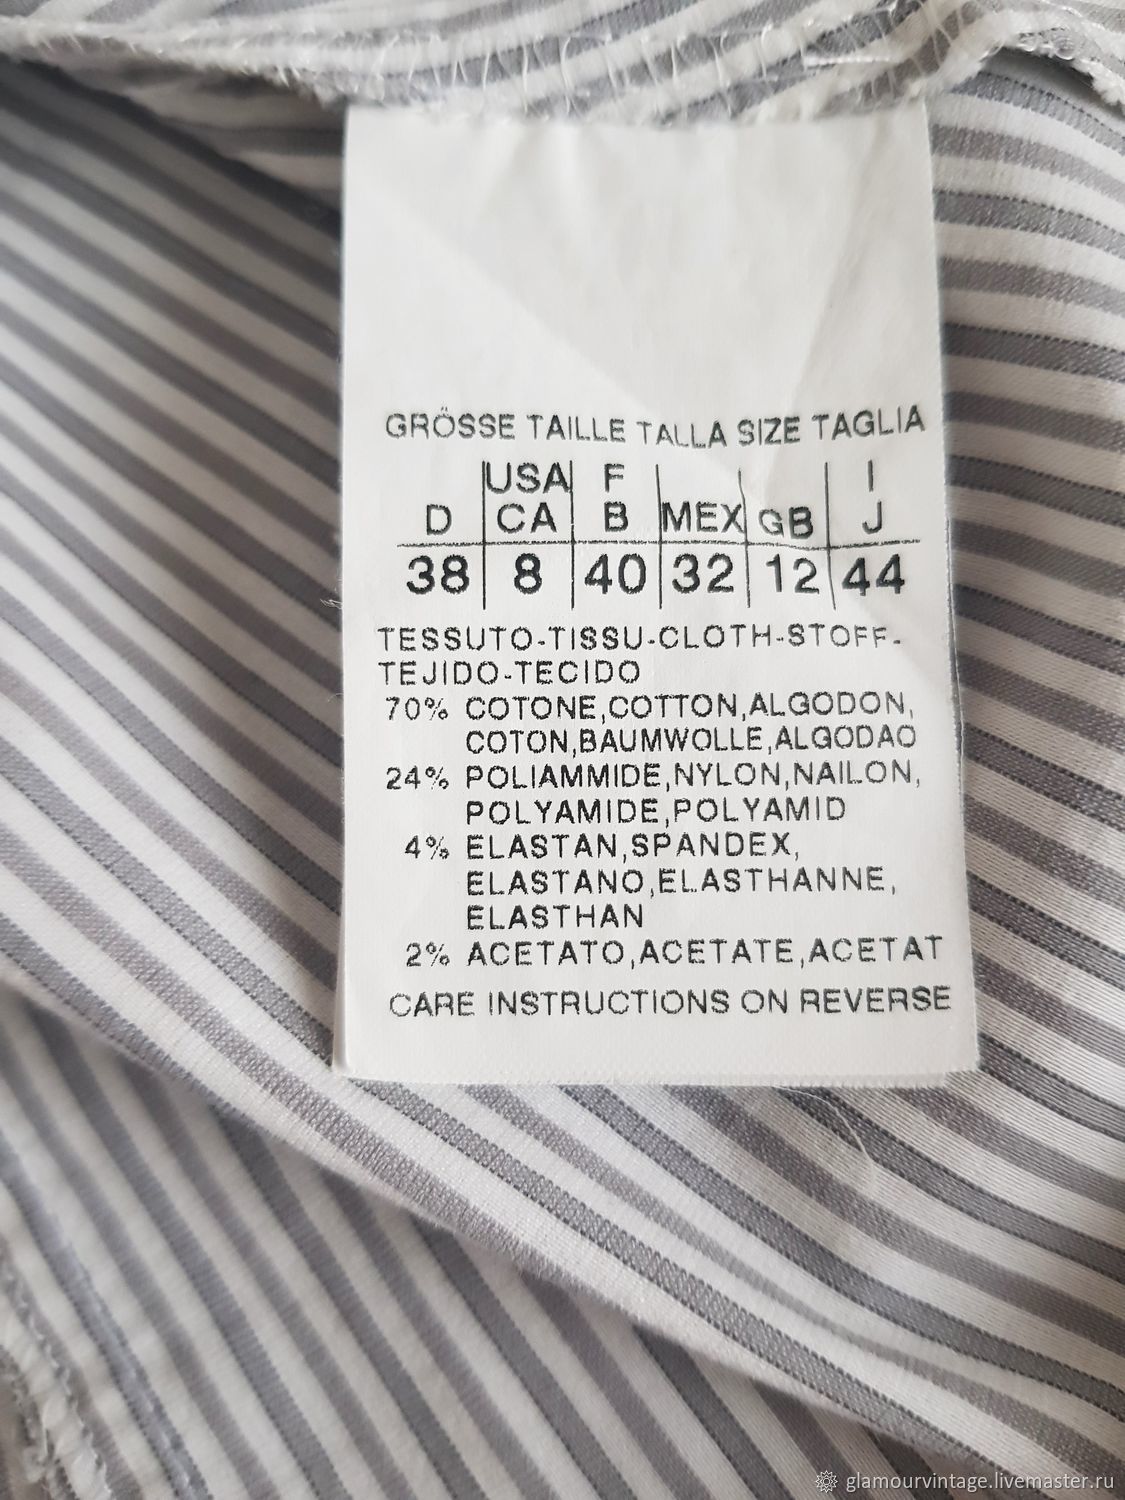 GRÖSSE TAILLE TALLA SIZE TAGLIA
USA F I
D CA B MEX GB J
38 8 40 32 12 44
TESSUTO-TISSU-CLOTH-STOFF-
TEJIDO-TECIDO
70% COTONE,COTTON,ALGODON,
COTON,BAUMWOLLE,ALGODAO
24% POLIAMMIDE,NYLON,NAILON,
POLYAMIDE,POLYAMID
4% ELASTAN,SPANDEX,
ELASTANO,ELASTHANNE,
ELASTHAN
2% ACETATO,ACETATE,ACETAT
CARE INSTRUCTIONS ON REVERSE
glamourvintage.livemaster.ru